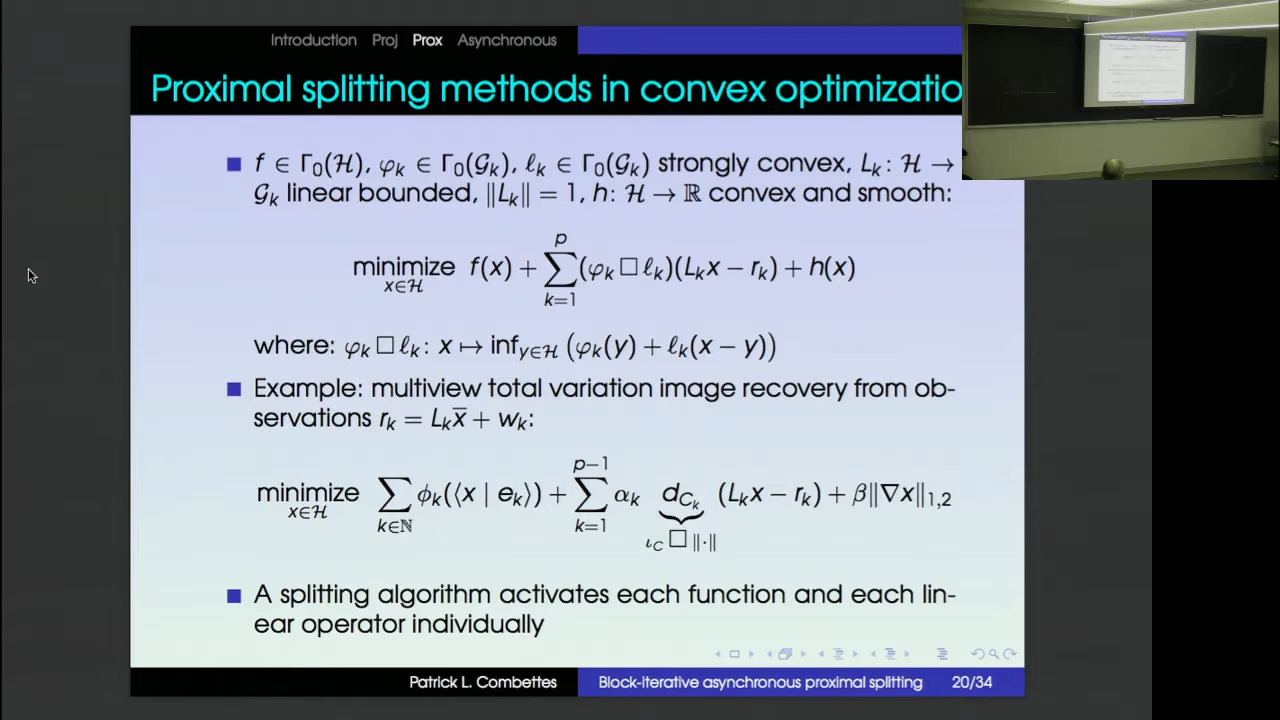 Introduction Proj Prox Asynchronous
Proximal splitting methods in convex optimizatio
f ∈ Γ₀(ℋ), φₖ ∈ Γ₀(𝒢ₖ), ℓₖ ∈ Γ₀(𝒢ₖ) strongly convex, Lₖ: ℋ →
𝒢ₖ linear bounded, ‖Lₖ‖ = 1, h: ℋ → ℝ convex and smooth:
minimize_{x∈ℋ} f(x) + ∑_{k=1}^{p} (φₖ □ ℓₖ)(Lₖx − rₖ) + h(x)
where: φₖ □ ℓₖ: x ↦ inf_{y∈ℋ} (φₖ(y) + ℓₖ(x − y))
Example: multiview total variation image recovery from ob-
servations rₖ = Lₖx̅ + wₖ:
minimize_{x∈ℋ} ∑_{k∈ℕ} ϕₖ(⟨x | eₖ⟩) + ∑_{k=1}^{p−1} αₖ d_{Cₖ} (Lₖx − rₖ) + β‖∇x‖_{1,2}
ι_C □ ‖·‖
A splitting algorithm activates each function and each lin-
ear operator individually
Patrick L. Combettes Block-iterative asynchronous proximal splitting 20/34